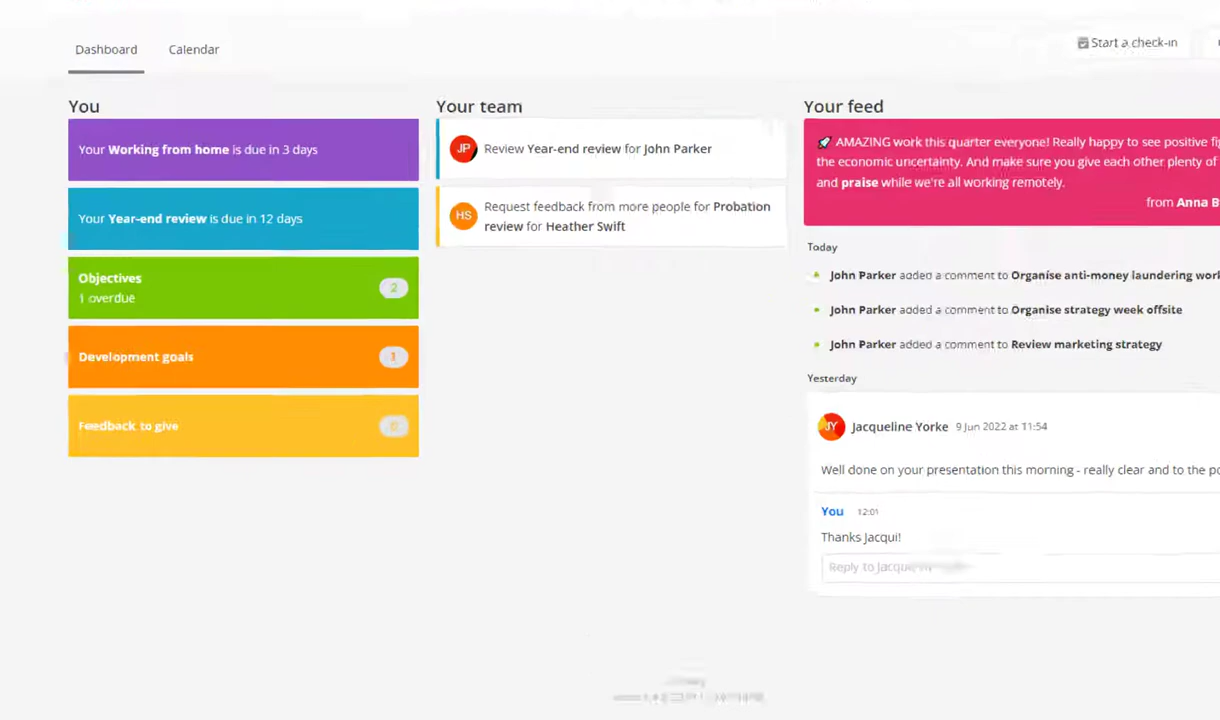 Dashboard
Calendar
Start a check-in
You
Your Working from home is due in 3 days
Your Year-end review is due in 12 days
Objectives
1 overdue
2
Development goals
1
Feedback to give
Your team
JP
Review Year-end review for John Parker
HS
Request feedback from more people for Probation
review for Heather Swift
Your feed
🚀 AMAZING work this quarter everyone! Really happy to see positive
the economic uncertainty. And make sure you give each other plenty of
and praise while we're all working remotely.
from Anna
Today
John Parker added a comment to Organise anti-money laundering
John Parker added a comment to Organise strategy week offsite
John Parker added a comment to Review marketing strategy
Yesterday
JY
Jacqueline Yorke 9 Jun 2022 at 11:54
Well done on your presentation this morning - really clear and to the
You 12:01
Thanks Jacqui!
Reply to